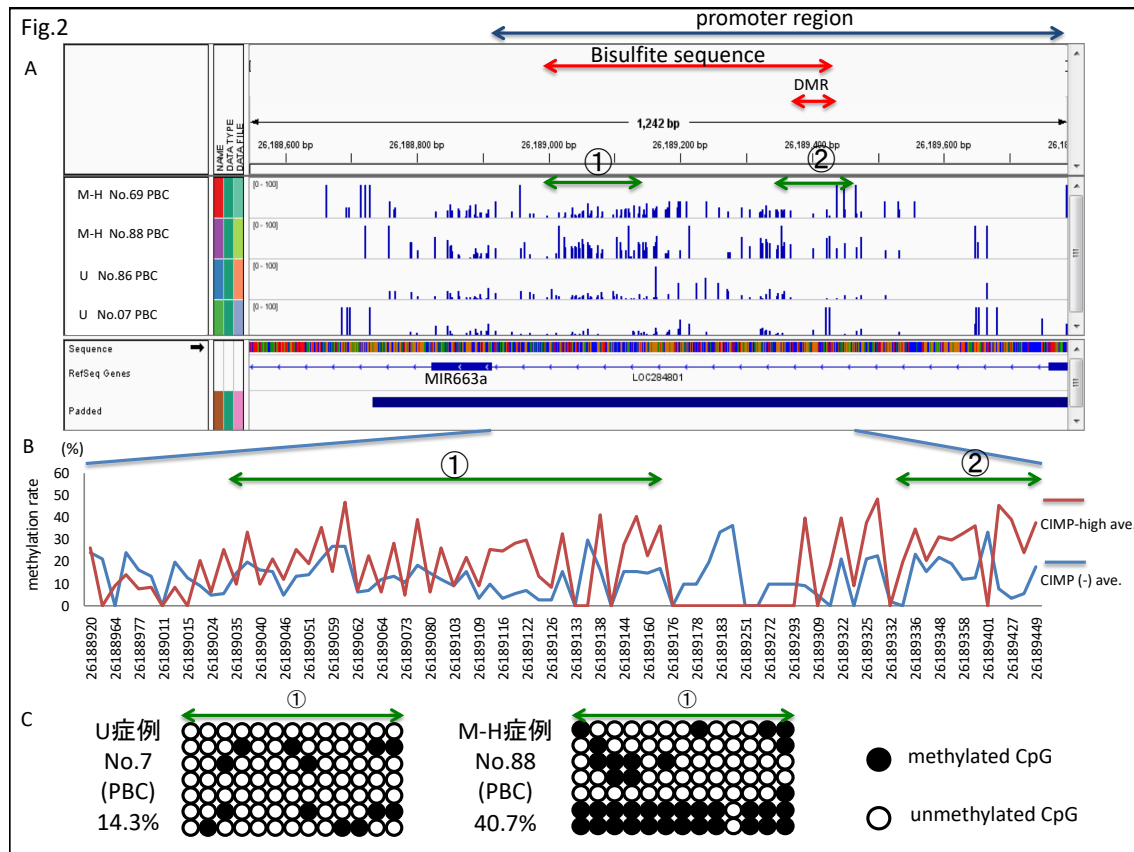 Fig.2
promoter region
A
Bisulfite sequence
DMR
1,242 bp
26,188,600 bp 26,188,800 bp 26,189,000 bp 26,189,200 bp 26,189,400 bp 26,189,600 bp 26,18
NAME
DATA TYPE
DATA FILE
① ②
M-H No.69 PBC [0 - 100]
M-H No.88 PBC [0 - 100]
U No.86 PBC [0 - 100]
U No.07 PBC [0 - 100]
Sequence
RefSeq Genes
MIR663a LOC284801
Padded
B (%)
① ②
methylation rate
60
50
40
30
20
10
0
CIMP-high ave.
CIMP (-) ave.
26188920
26188964
26188977
26189011
26189015
26189024
26189035
26189040
26189046
26189051
26189059
26189062
26189064
26189073
26189080
26189103
26189109
26189116
26189122
26189126
26189133
26189138
26189144
26189160
26189176
26189178
26189183
26189251
26189272
26189293
26189309
26189322
26189325
26189332
26189336
26189348
26189358
26189401
26189427
26189449
C
① ①
U症例
No.7
(PBC)
14.3%
M-H症例
No.88
(PBC)
40.7%
methylated CpG
unmethylated CpG